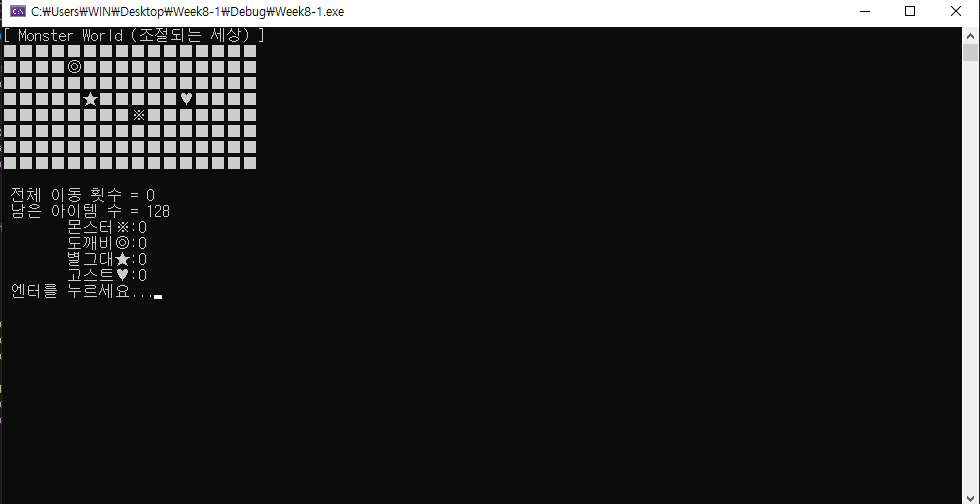 C:\Users\WIN\Desktop\Week8-1\Debug\Week8-1.exe
[ Monster World (조절되는 세상) ]
■■■■■■■■■■■■■■■■
■■■■◎■■■■■■■■■■■
■■■■■■■■■■■■■■■■
■■■■■★■■■■■♥■■■■
■■■■■■■■※■■■■■■■
■■■■■■■■■■■■■■■■
■■■■■■■■■■■■■■■■
■■■■■■■■■■■■■■■■
전체 이동 횟수 = 0
남은 아이템 수 = 128
몬스터※:0
도깨비◎:0
별그대★:0
고스트♥:0
엔터를 누르세요...